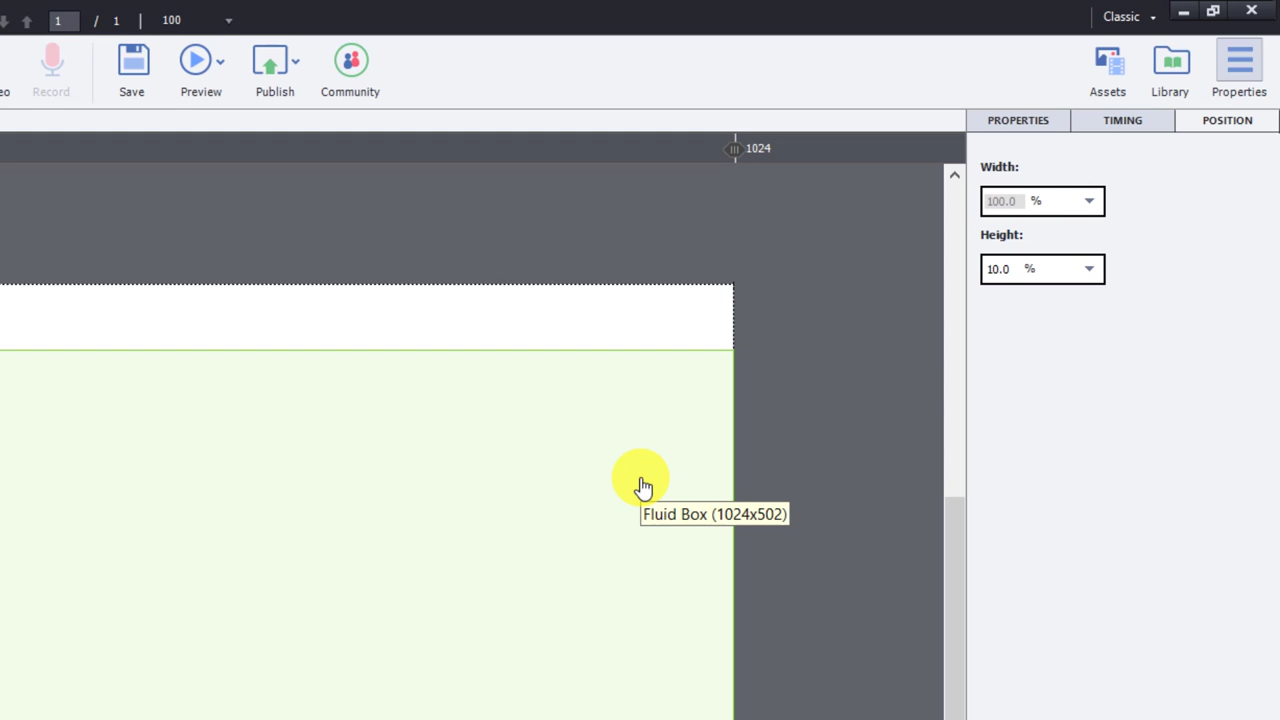 1 / 1 | 100
Classic
eo Record Save Preview Publish Community Assets Library Properties
PROPERTIES TIMING POSITION
1024
Width:
100.0 %
Height:
10.0 %
Fluid Box (1024x502)